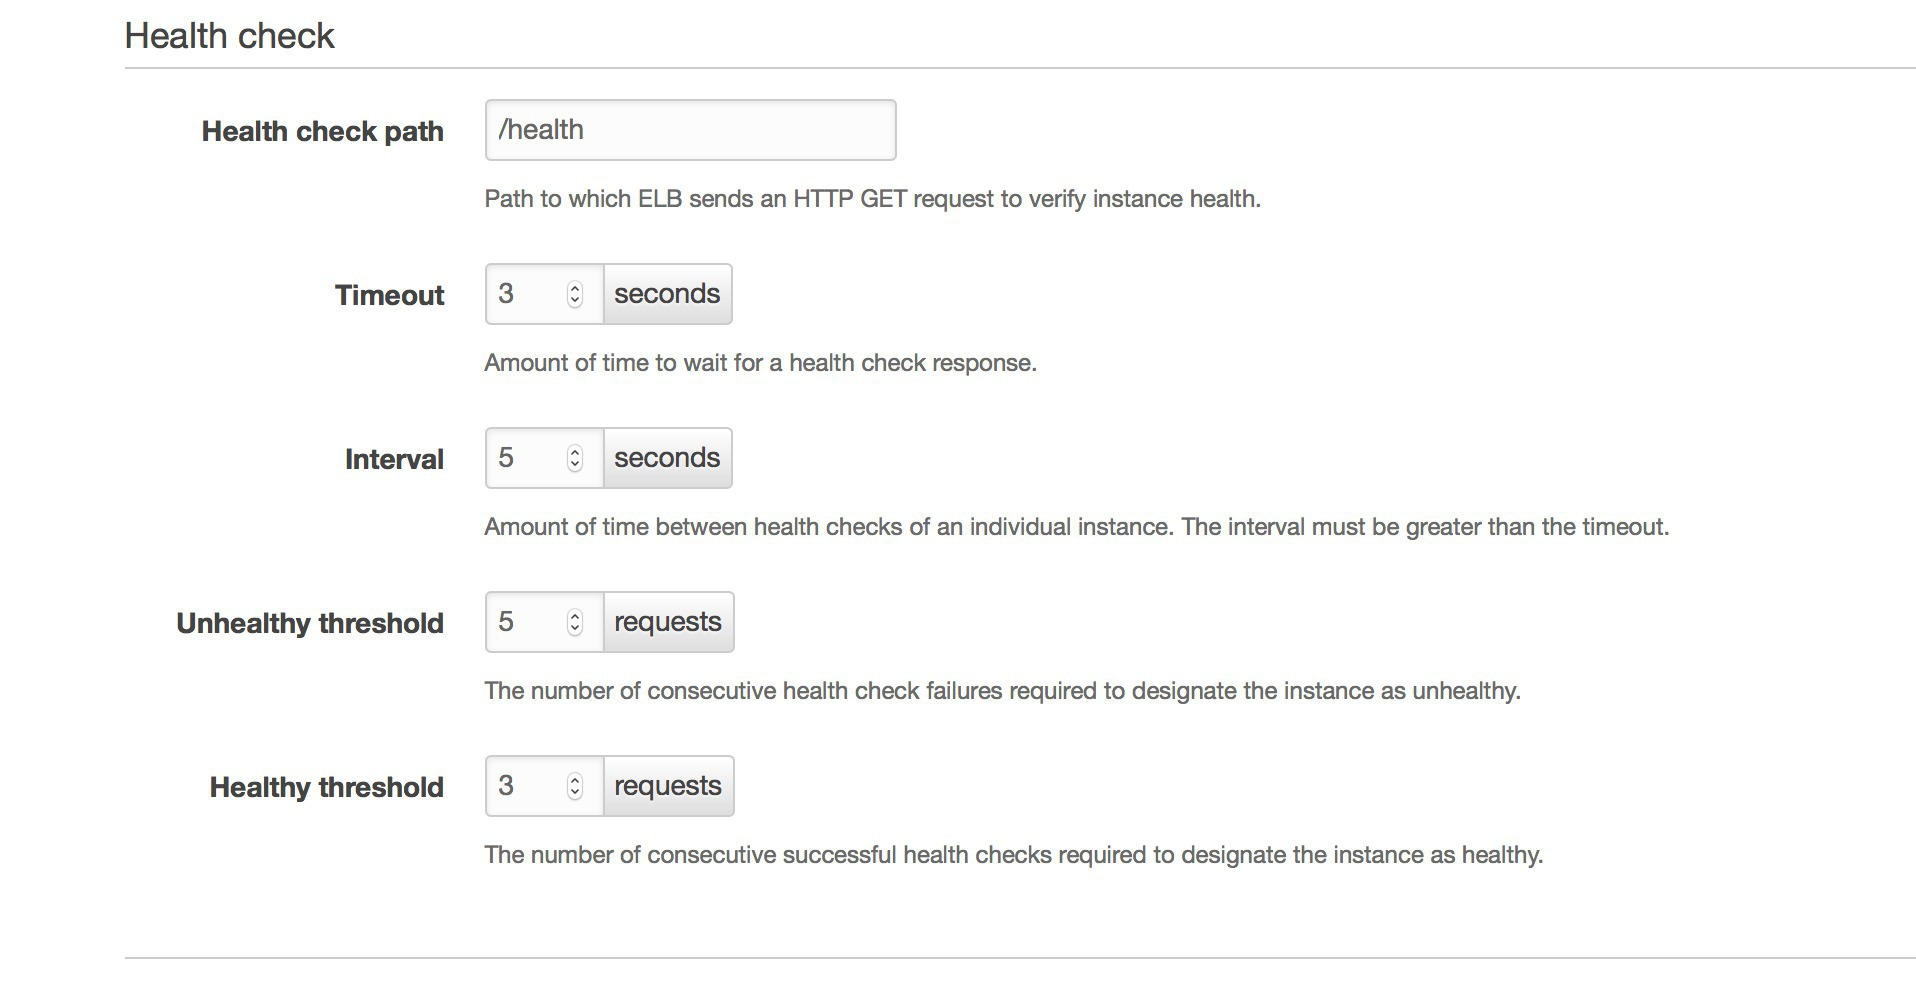 Health check
Health check path /health
Path to which ELB sends an HTTP GET request to verify instance health.
Timeout 3 seconds
Amount of time to wait for a health check response.
Interval 5 seconds
Amount of time between health checks of an individual instance. The interval must be greater than the timeout.
Unhealthy threshold 5 requests
The number of consecutive health check failures required to designate the instance as unhealthy.
Healthy threshold 3 requests
The number of consecutive successful health checks required to designate the instance as healthy.